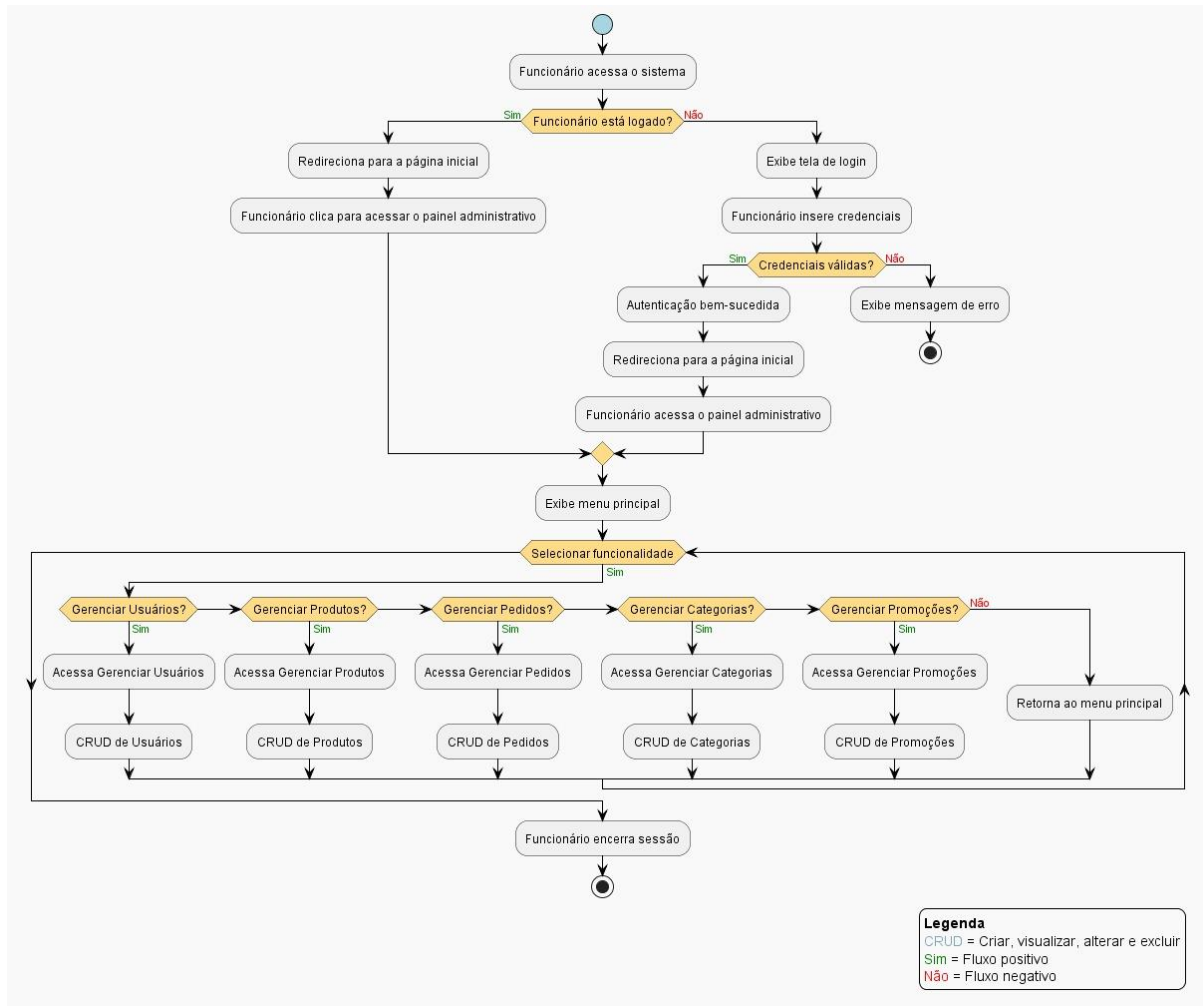 Funcionário acessa o sistema
Sim
Funcionário está logado?
Não
Redireciona para a página inicial
Exibe tela de login
Funcionário clica para acessar o painel administrativo
Funcionário insere credenciais
Sim
Credenciais válidas?
Não
Autenticação bem-sucedida
Exibe mensagem de erro
Redireciona para a página inicial
Funcionário acessa o painel administrativo
Exibe menu principal
Selecionar funcionalidade
Sim
Gerenciar Usuários?
Gerenciar Produtos?
Gerenciar Pedidos?
Gerenciar Categorias?
Gerenciar Promoções?
Não
Sim
Sim
Sim
Sim
Sim
Acessa Gerenciar Usuários
Acessa Gerenciar Produtos
Acessa Gerenciar Pedidos
Acessa Gerenciar Categorias
Acessa Gerenciar Promoções
Retorna ao menu principal
CRUD de Usuários
CRUD de Produtos
CRUD de Pedidos
CRUD de Categorias
CRUD de Promoções
Funcionário encerra sessão
Legenda
CRUD = Criar, visualizar, alterar e excluir
Sim = Fluxo positivo
Não = Fluxo negativo